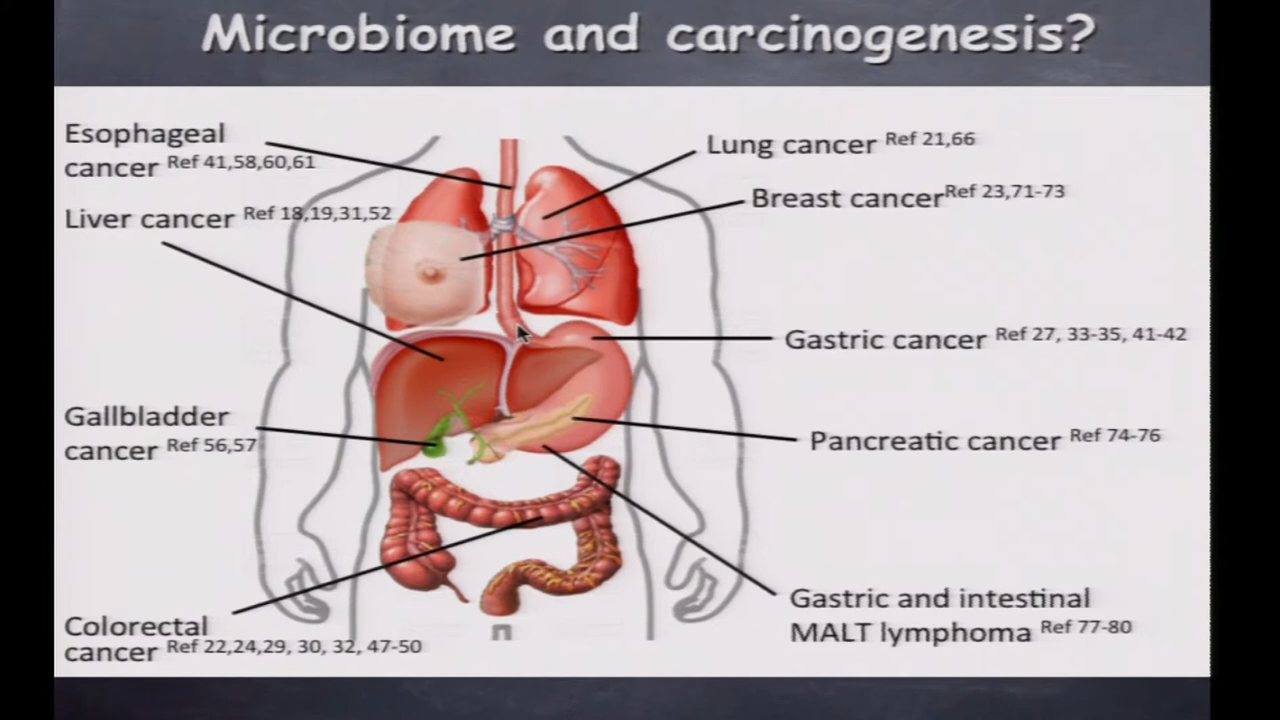 Microbiome and carcinogenesis?
Esophageal
cancer Ref 41,58,60,61
Liver cancer Ref 18,19,31,52
Gallbladder
cancer Ref 56,57
Colorectal
cancer Ref 22,24,29, 30, 32, 47-50
Lung cancer Ref 21,66
Breast cancer Ref 23,71-73
Gastric cancer Ref 27, 33-35, 41-42
Pancreatic cancer Ref 74-76
Gastric and intestinal
MALT lymphoma Ref 77-80